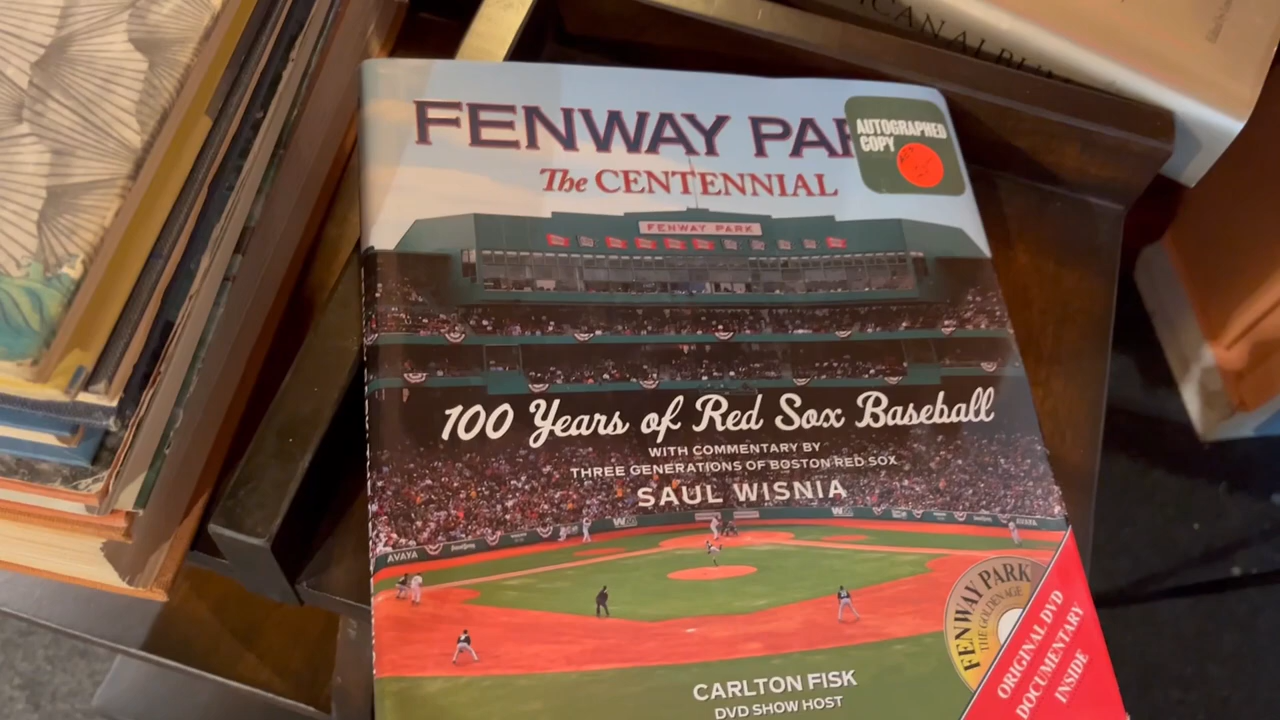 FENWAY PAR
AUTOGRAPHED
COPY
The CENTENNIAL
FENWAY PARK
100 Years of Red Sox Baseball
WITH COMMENTARY BY
THREE GENERATIONS OF BOSTON RED SOX
SAUL WISNIA
AVAYA
W.B.
AVAYA
FENWAY PARK
THE GOLDEN AGE
ORIGINAL DVD
DOCUMENTARY
INSIDE
CARLTON FISK
DVD SHOW HOST